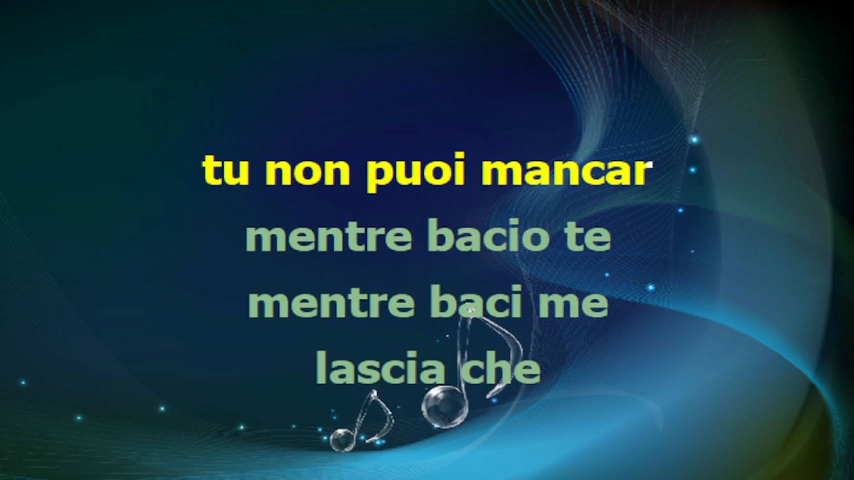 tu non puoi mancar
mentre bacio te
mentre baci me
lascia che